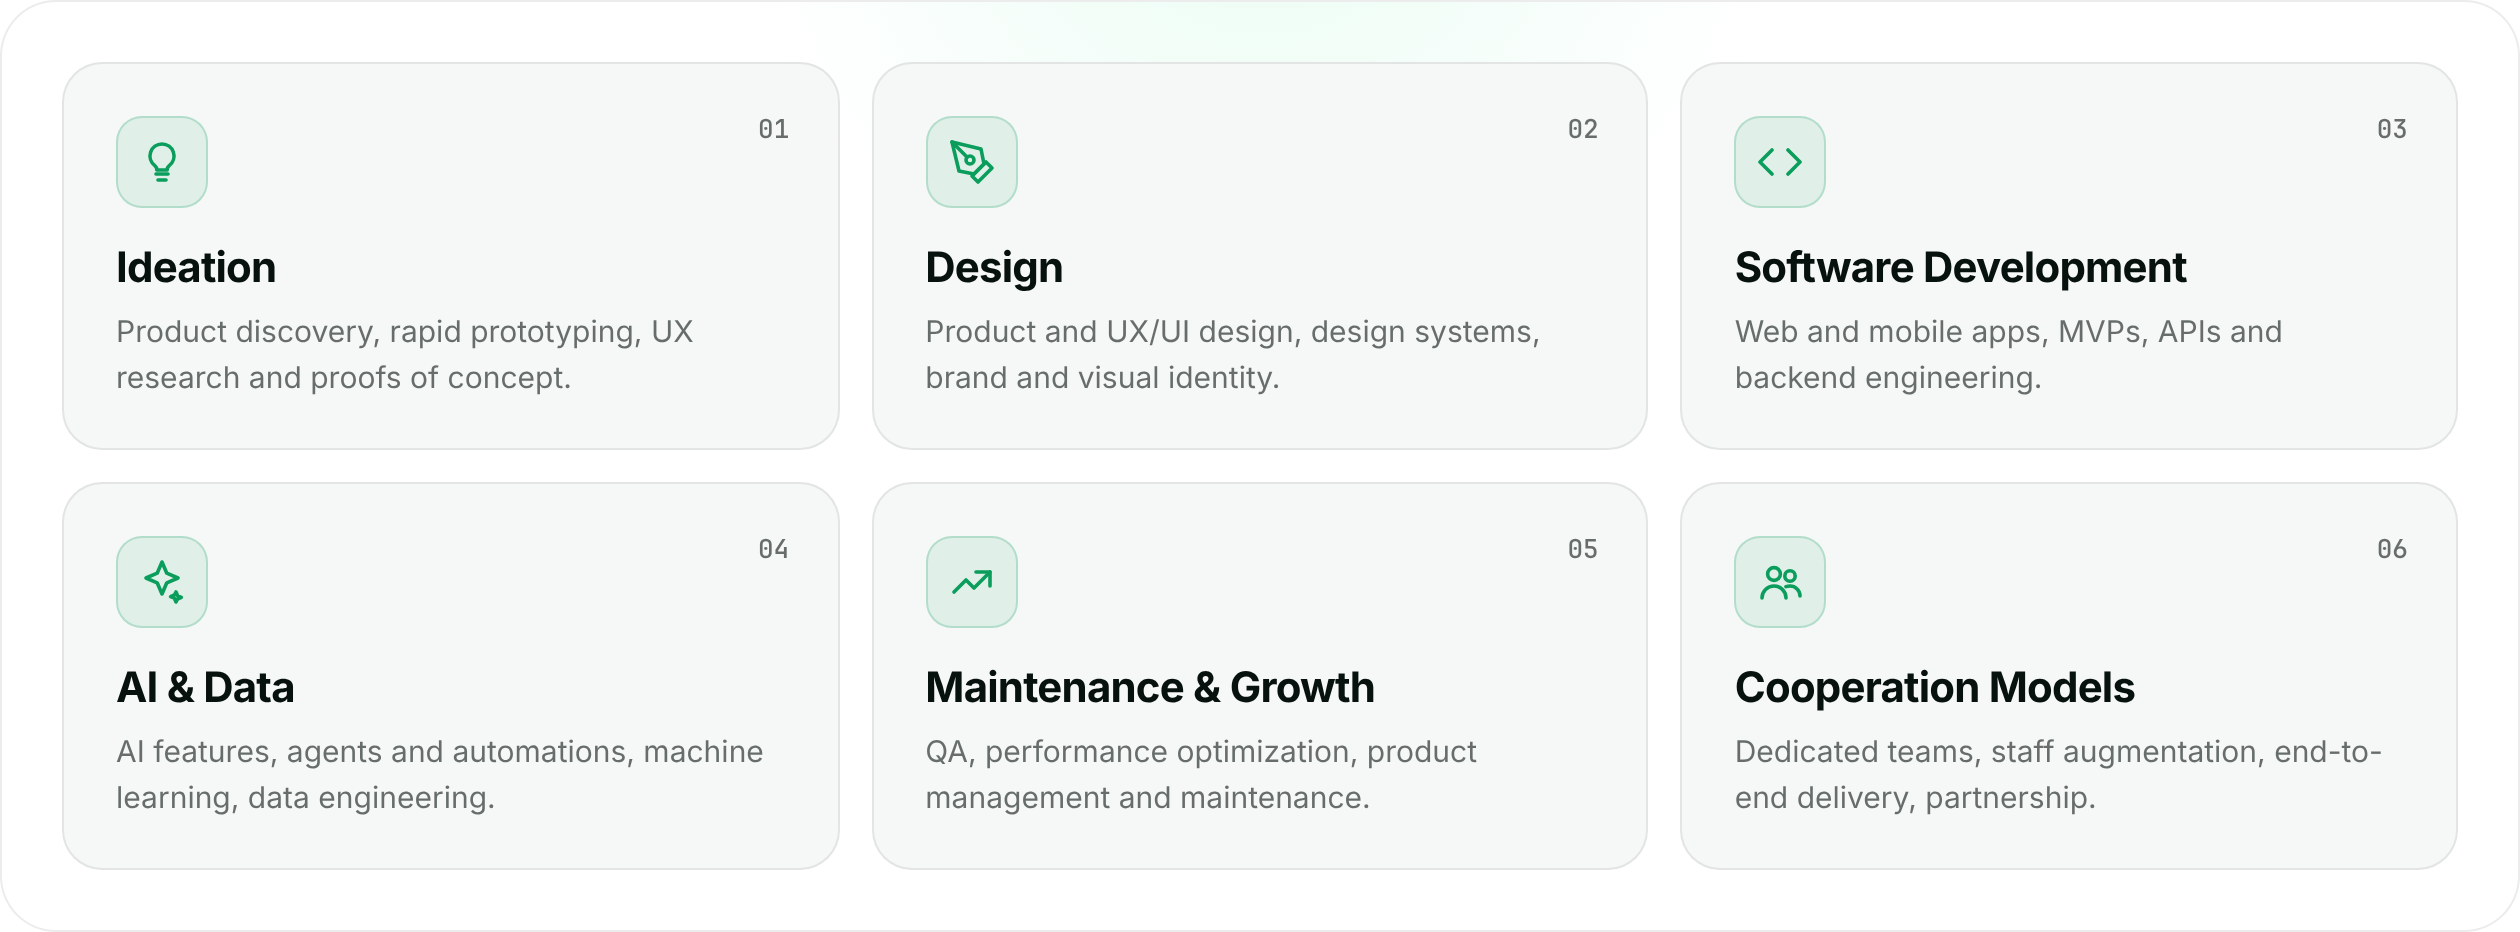 01
Ideation
Product discovery, rapid prototyping, UX
research and proofs of concept.
02
Design
Product and UX/UI design, design systems,
brand and visual identity.
03
Software Development
Web and mobile apps, MVPs, APIs and
backend engineering.
04
AI & Data
AI features, agents and automations, machine
learning, data engineering.
05
Maintenance & Growth
QA, performance optimization, product
management and maintenance.
06
Cooperation Models
Dedicated teams, staff augmentation, end-to-
end delivery, partnership.